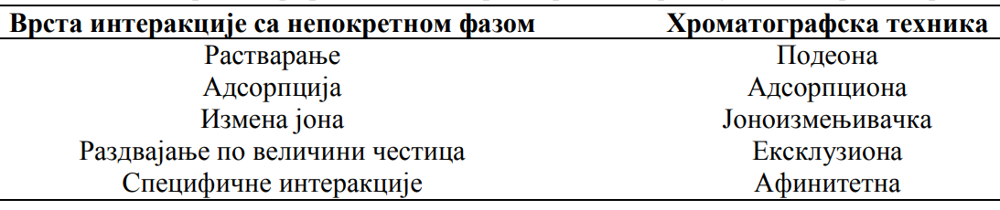 Врста интеракције са непокретном фазом Хроматографска техника
Растварање Подеона
Адсорпција Адсорпциона
Измена јона Јоноизмењивачка
Раздвајање по величини честица Ексклузиона
Специфичне интеракције Афинитетна